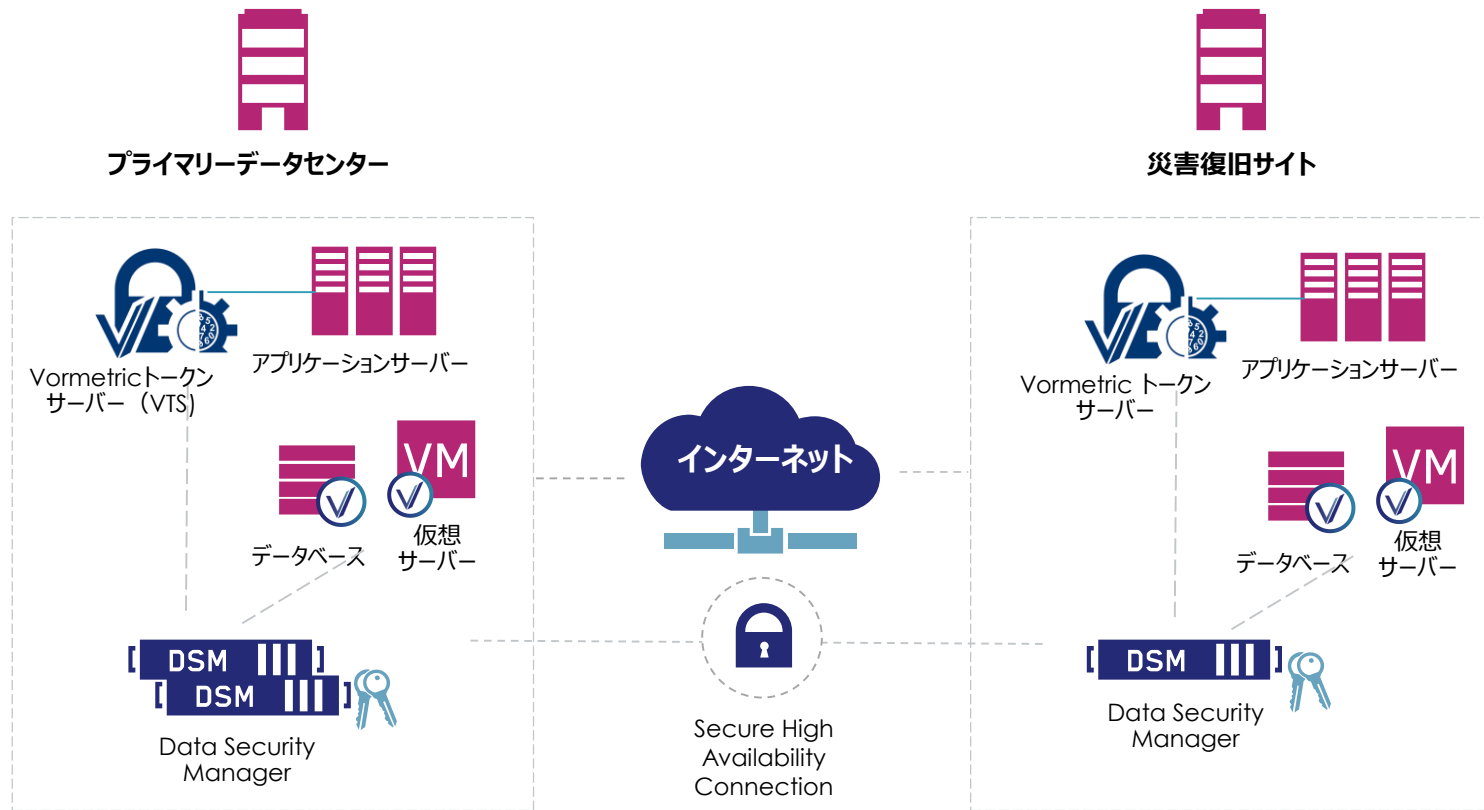 プライマリーデータセンター
Vormetricトークン
サーバー（VTS)
アプリケーションサーバー
VM
データベース
仮想
サーバー
DSM
DSM
Data Security
Manager
インターネット
Secure High
Availability
Connection
災害復旧サイト
Vormetric トークン
サーバー
アプリケーションサーバー
VM
データベース
仮想
サーバー
DSM
Data Security
Manager